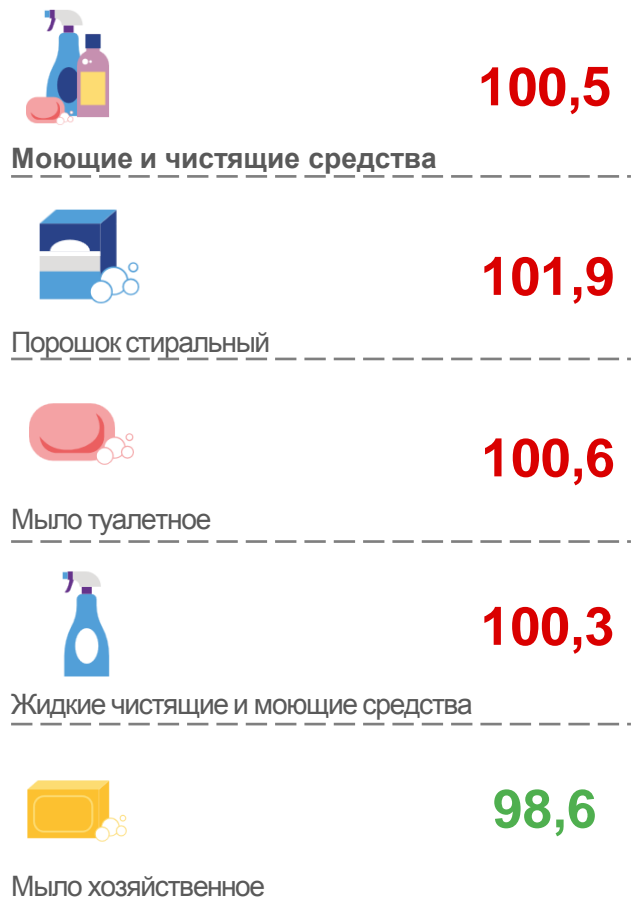 100,5
Моющие и чистящие средства
101,9
Порошок стиральный
100,6
Мыло туалетное
100,3
Жидкие чистящие и моющие средства
98,6
Мыло хозяйственное